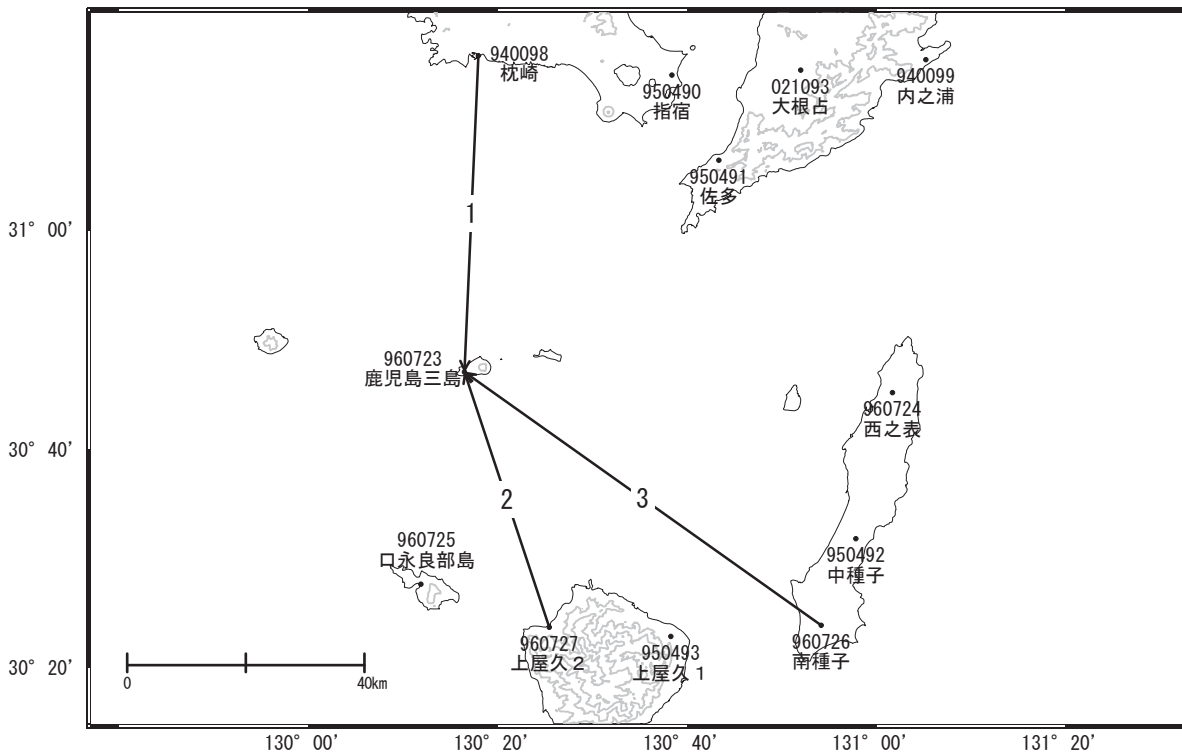 940098
枕崎
950490
指宿
021093
大根占
940099
内之浦
950491
佐多
1
31° 00'
960723
鹿児島三島
960724
西之表
30° 40'
2
3
960725
口永良部島
950492
中種子
960727
上屋久2
950493
上屋久1
960726
南種子
30° 20'
0
40km
130° 00'
130° 20'
130° 40'
131° 00'
131° 20'